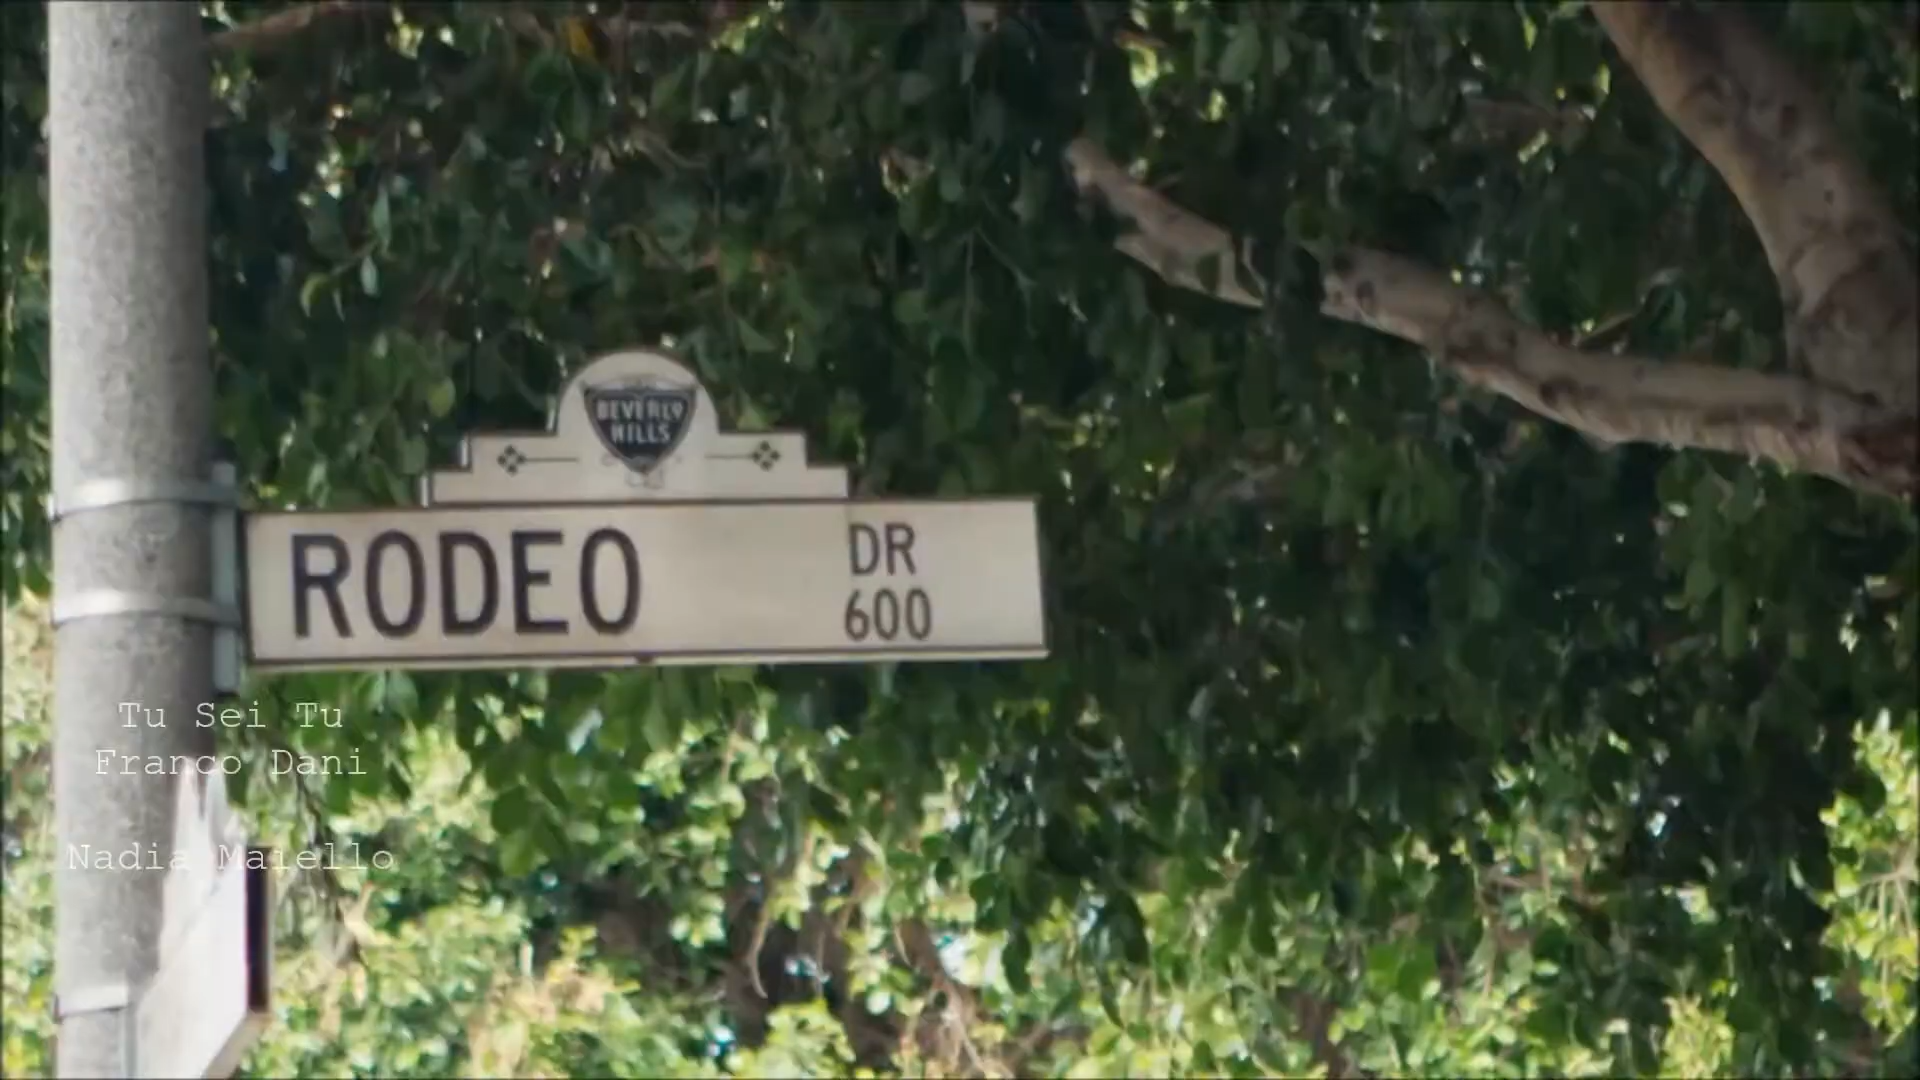 BEVERLY
HILLS
RODEO
DR
600
Tu Sei Tu
Franco Dani
Nadia Maiello